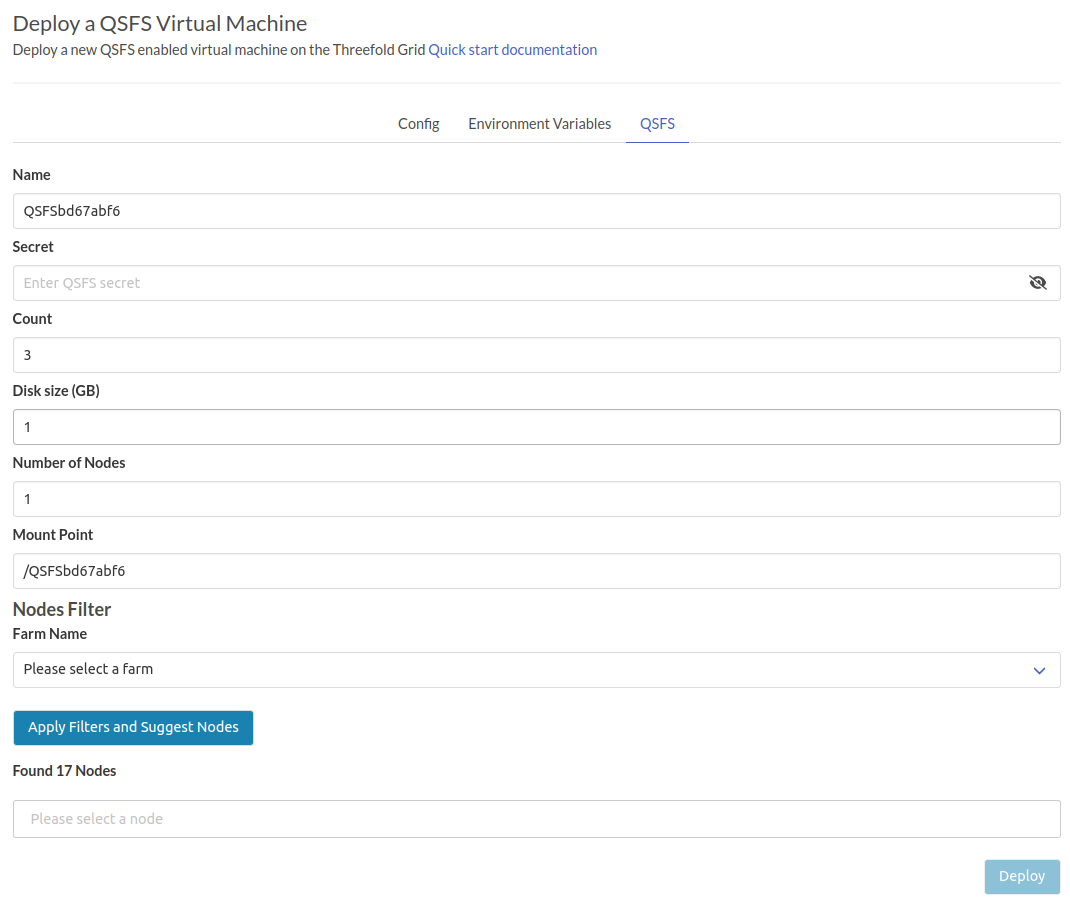 Deploy a QSFS Virtual Machine
Deploy a new QSFS enabled virtual machine on the Threefold Grid Quick start documentation
Config Environment Variables QSFS
Name
QSFSbd67abf6
Secret
Enter QSFS secret
Count
3
Disk size (GB)
1
Number of Nodes
1
Mount Point
/QSFSbd67abf6
Nodes Filter
Farm Name
Please select a farm
Apply Filters and Suggest Nodes
Found 17 Nodes
Please select a node
Deploy